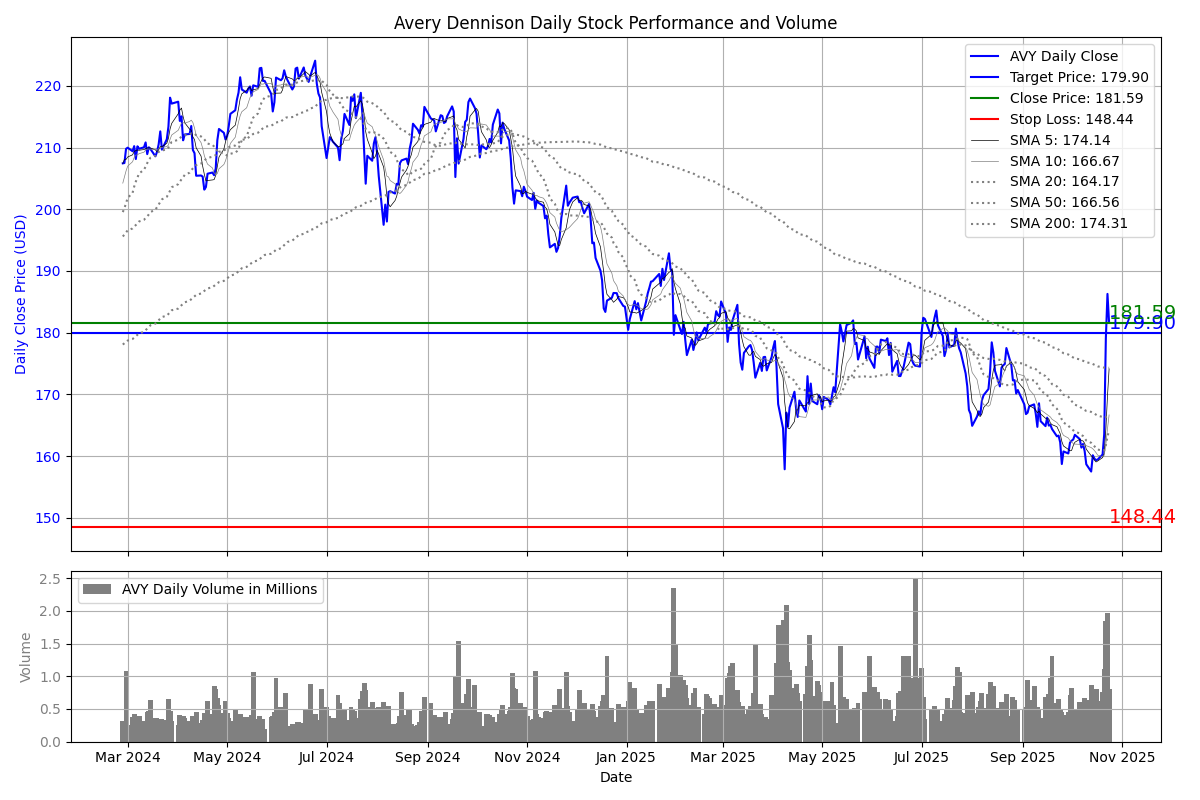 Avery Dennison Daily Stock Performance and Volume
Daily Close Price (USD)
220
210
200
190
180
170
160
150
AVY Daily Close
Target Price: 179.90
Close Price: 181.59
Stop Loss: 148.44
SMA 5: 174.14
SMA 10: 166.67
SMA 20: 164.17
SMA 50: 166.56
SMA 200: 174.31
181.59
179.90
148.44
Volume
2.5
2.0
1.5
1.0
0.5
0.0
AVY Daily Volume in Millions
Mar 2024 May 2024 Jul 2024 Sep 2024 Nov 2024 Jan 2025 Mar 2025 May 2025 Jul 2025 Sep 2025 Nov 2025
Date